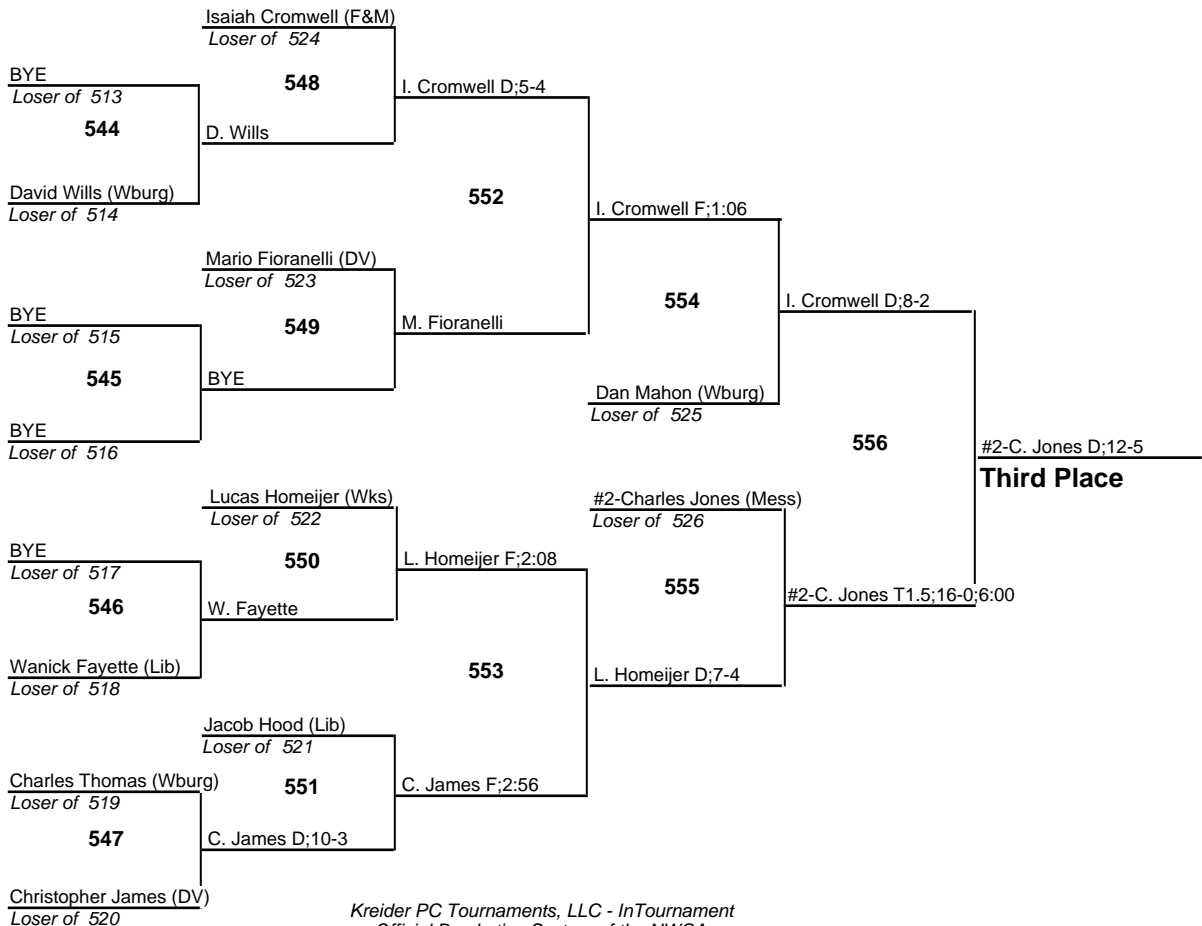 Isaiah Cromwell (F&M)
Loser of 524
BYE
Loser of 513
548
I. Cromwell D;5-4
544
D. Wills
David Wills (Wburg)
Loser of 514
552
I. Cromwell F;1:06
Mario Fioranelli (DV)
Loser of 523
554
I. Cromwell D;8-2
BYE
Loser of 515
549
M. Fioranelli
545
BYE
Dan Mahon (Wburg)
Loser of 525
BYE
Loser of 516
556
#2-C. Jones D;12-5
Third Place
Lucas Homeijer (Wks)
Loser of 522
#2-Charles Jones (Mess)
Loser of 526
BYE
Loser of 517
550
L. Homeijer F;2:08
555
#2-C. Jones T1.5;16-0;6:00
546
W. Fayette
Wanick Fayette (Lib)
Loser of 518
553
L. Homeijer D;7-4
Jacob Hood (Lib)
Loser of 521
Charles Thomas (Wburg)
Loser of 519
551
C. James F;2:56
547
C. James D;10-3
Christopher James (DV)
Loser of 520
Kreider PC Tournaments, LLC - InTournament